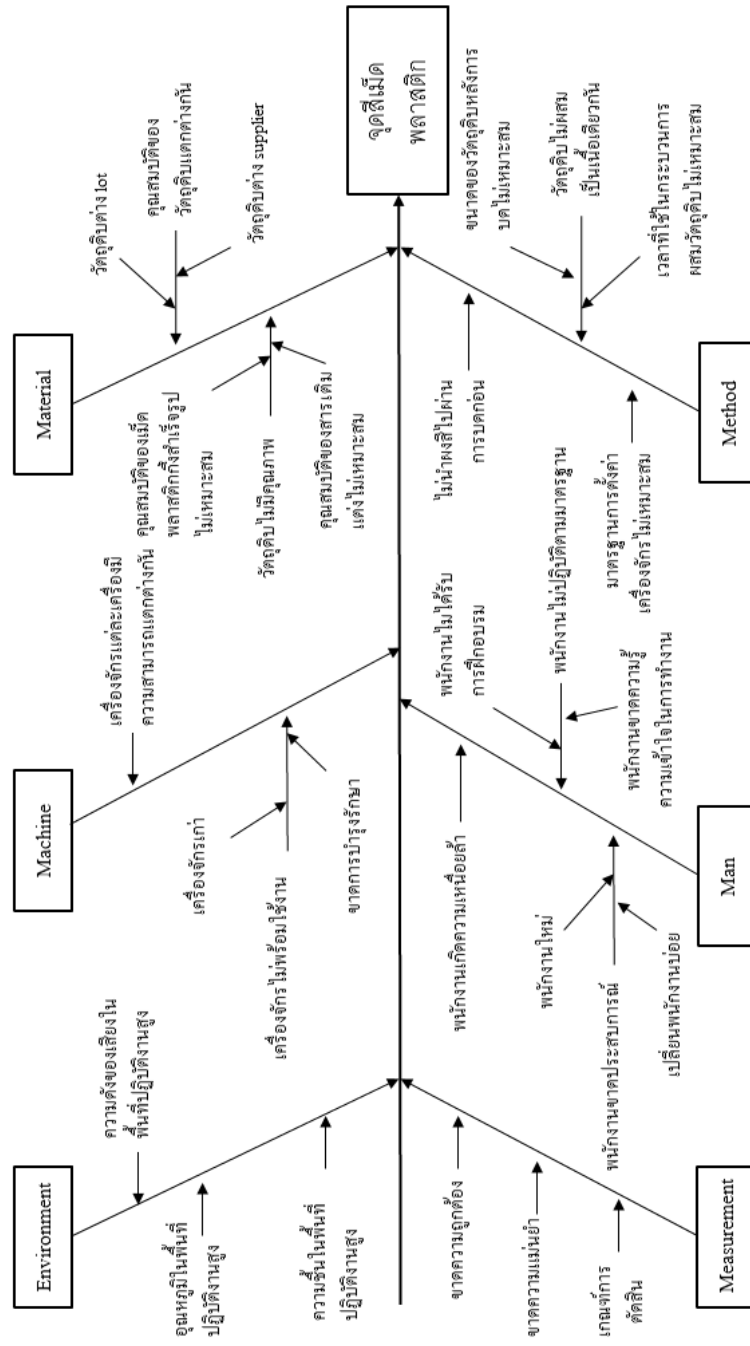 Environment
Machine
Material
ความดังของเสียงใน
พื้นที่ปฏิบัติงานสูง
อุณหภูมิในพื้นที่
ปฏิบัติงานสูง
ความชื้นในพื้นที่
ปฏิบัติงานสูง
เครื่องจักรแต่ละเครื่องมี
ความสามารถแตกต่างกัน
เครื่องจักรเก่า
เครื่องจักรไม่พร้อมใช้งาน
ขาดการบำรุงรักษา
วัตถุดิบต่าง lot
คุณสมบัติของ
วัตถุดิบแตกต่างกัน
วัตถุดิบต่าง supplier
คุณสมบัติของเม็ด
พลาสติกกึ่งสำเร็จรูป
ไม่เหมาะสม
วัตถุดิบไม่มีคุณภาพ
คุณสมบัติของสารเติม
แต่งไม่เหมาะสม
จุดสีเม็ด
พลาสติก
ขาดความถูกต้อง
ขาดความแม่นยำ
เกณฑ์การ
ตัดสิน
พนักงานเกิดความเหนื่อยล้า
พนักงานใหม่
พนักงานขาดประสบการณ์
เปลี่ยนพนักงานบ่อย
พนักงานไม่ได้รับ
การฝึกอบรม
พนักงานไม่ปฏิบัติตามมาตรฐาน
พนักงานขาดความรู้
ความเข้าใจในการทำงาน
ไม่นำผงสีไปผ่าน
การบดก่อน
มาตรฐานการตั้งค่า
เครื่องจักรไม่เหมาะสม
ขนาดของวัตถุดิบหลังการ
บดไม่เหมาะสม
วัตถุดิบไม่ผสม
เป็นเนื้อเดียวกัน
เวลาที่ใช้ในกระบวนการ
ผสมวัตถุดิบไม่เหมาะสม
Measurement
Man
Method